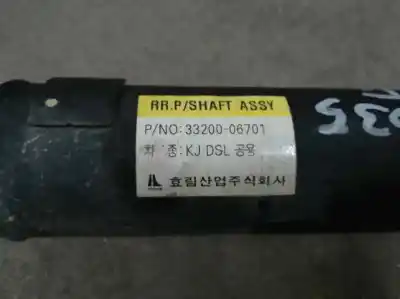 RR.P/SHAFT ASSY
P/NO:33200-06701
차 종:KJ DSL 공용
효림산업주식회사
035